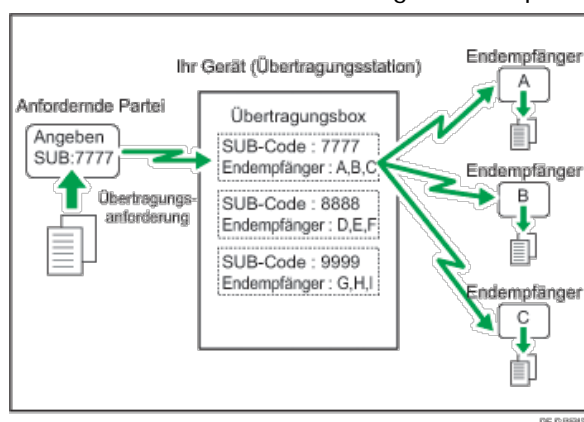 Ihr Gerät (Übertragungsstation)
Anfordernde Partei
Angeben
SUB:7777
Übertragungs-
anforderung
Übertragungsbox
SUB-Code : 7777
Endempfänger : A,B,C
SUB-Code : 8888
Endempfänger : D,E,F
SUB-Code : 9999
Endempfänger : G,H,I
Endempfänger
A
Endempfänger
B
Endempfänger
C